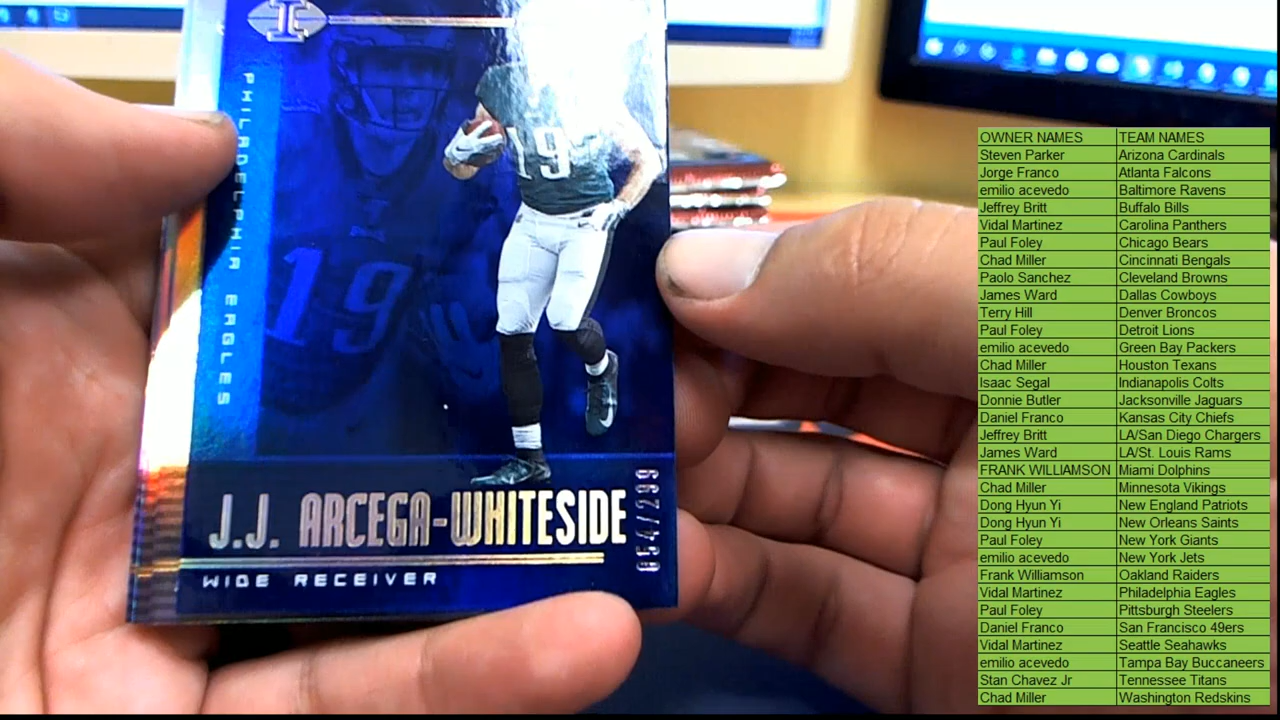 PHILADELPHIA EAGLES
19
19
J.J. ARCEGA-WHITESIDE
WIDE RECEIVER
054/299
OWNER NAMES TEAM NAMES
Steven Parker Arizona Cardinals
Jorge Franco Atlanta Falcons
emilio acevedo Baltimore Ravens
Jeffrey Britt Buffalo Bills
Vidal Martinez Carolina Panthers
Paul Foley Chicago Bears
Chad Miller Cincinnati Bengals
Paolo Sanchez Cleveland Browns
James Ward Dallas Cowboys
Terry Hill Denver Broncos
Paul Foley Detroit Lions
emilio acevedo Green Bay Packers
Chad Miller Houston Texans
Isaac Segal Indianapolis Colts
Donnie Butler Jacksonville Jaguars
Daniel Franco Kansas City Chiefs
Jeffrey Britt LA/San Diego Chargers
James Ward LA/St. Louis Rams
FRANK WILLIAMSON Miami Dolphins
Chad Miller Minnesota Vikings
Dong Hyun Yi New England Patriots
Dong Hyun Yi New Orleans Saints
Paul Foley New York Giants
emilio acevedo New York Jets
Frank Williamson Oakland Raiders
Vidal Martinez Philadelphia Eagles
Paul Foley Pittsburgh Steelers
Daniel Franco San Francisco 49ers
Vidal Martinez Seattle Seahawks
emilio acevedo Tampa Bay Buccaneers
Stan Chavez Jr Tennessee Titans
Chad Miller Washington Redskins